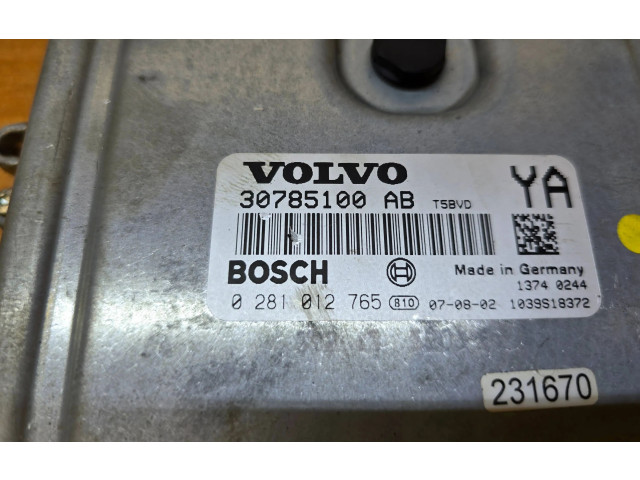 VOLVO
YA
30785100 AB T5BVD
BOSCH
Made in Germany
1374 0244
0 281 012 765 810 07-08-02 1039S18372
231670